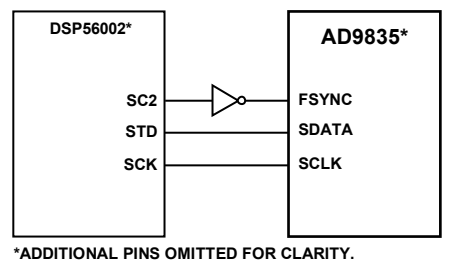 DSP56002*
AD9835*
SC2
FSYNC
STD
SDATA
SCK
SCLK
*ADDITIONAL PINS OMITTED FOR CLARITY.